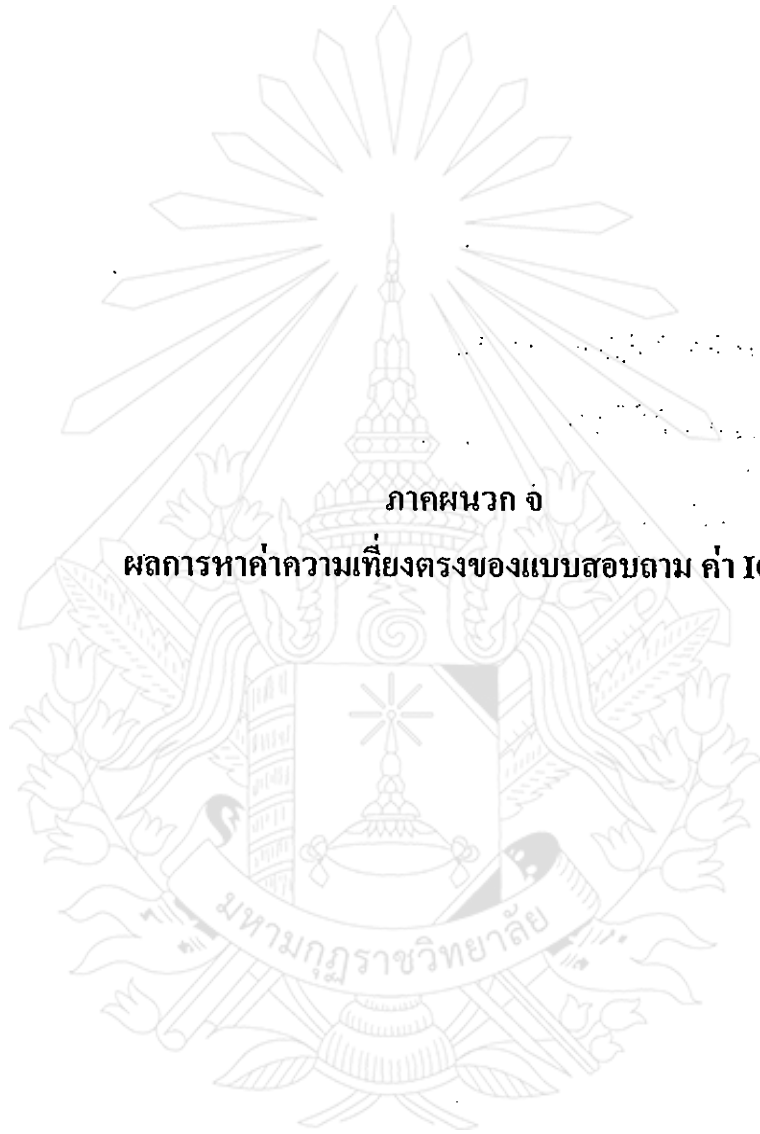 ภาคผนวก จ
ผลการหาค่าความเที่ยงตรงของแบบสอบถาม ค่า
มหามกุฏราชวิทยาลัย